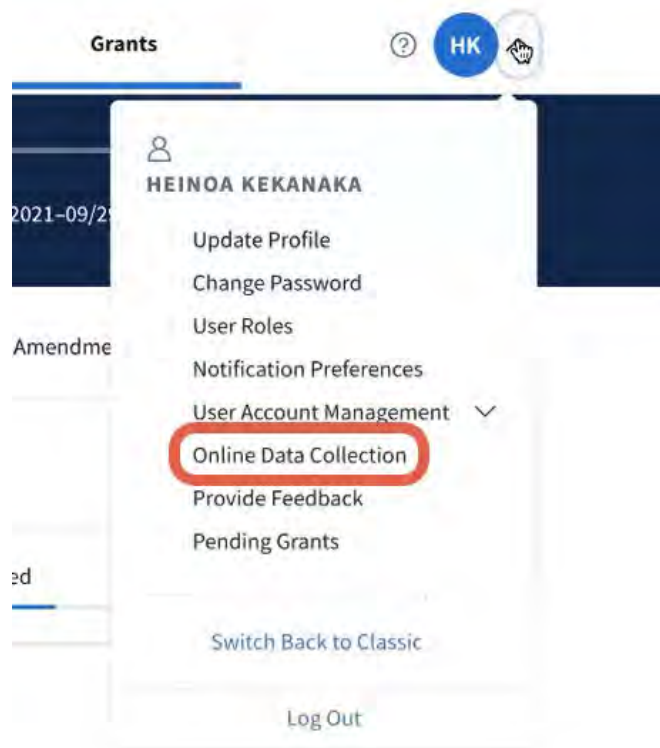 Grants
?
HK
HEINOA KEKANAKA
2021–09/29
Update Profile
Change Password
User Roles
Amendme
Notification Preferences
User Account Management
Online Data Collection
Provide Feedback
Pending Grants
ed
Switch Back to Classic
Log Out